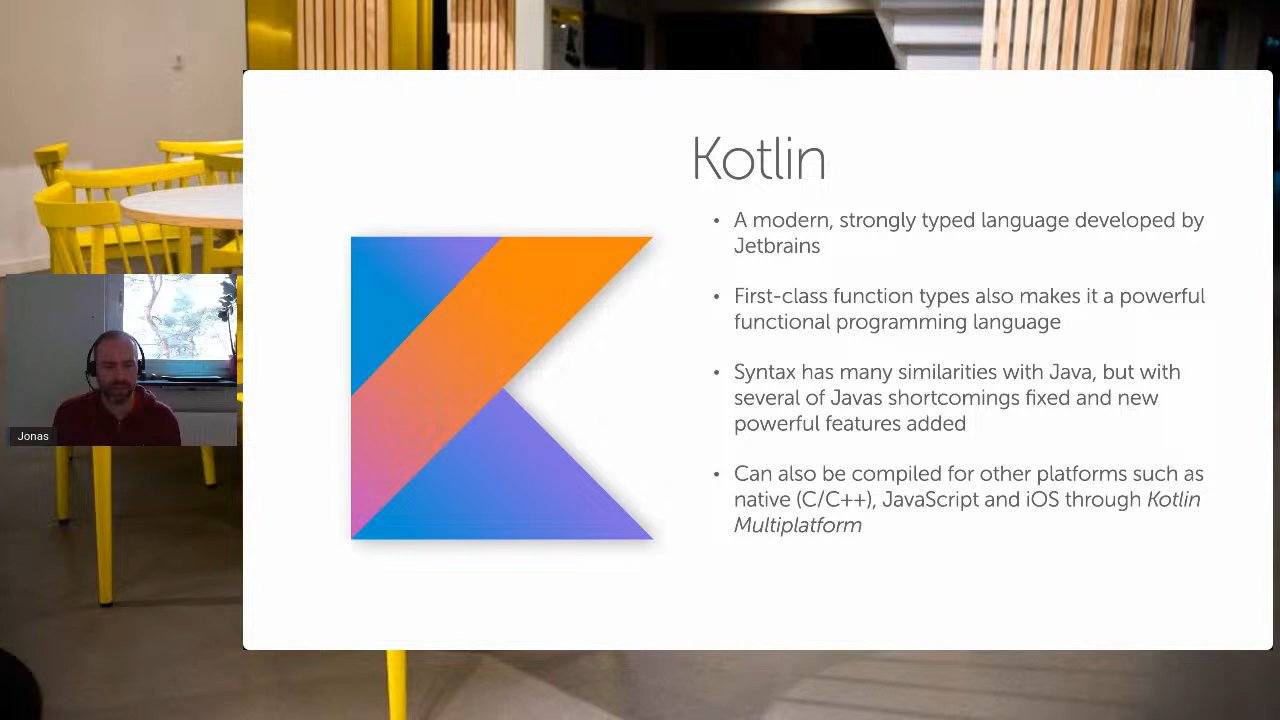 Kotlin
• A modern, strongly typed language developed by
Jetbrains
• First-class function types also makes it a powerful
functional programming language
• Syntax has many similarities with Java, but with
several of Javas shortcomings fixed and new
powerful features added
• Can also be compiled for other platforms such as
native (C/C++), JavaScript and iOS through Kotlin
Multiplatform
Jonas